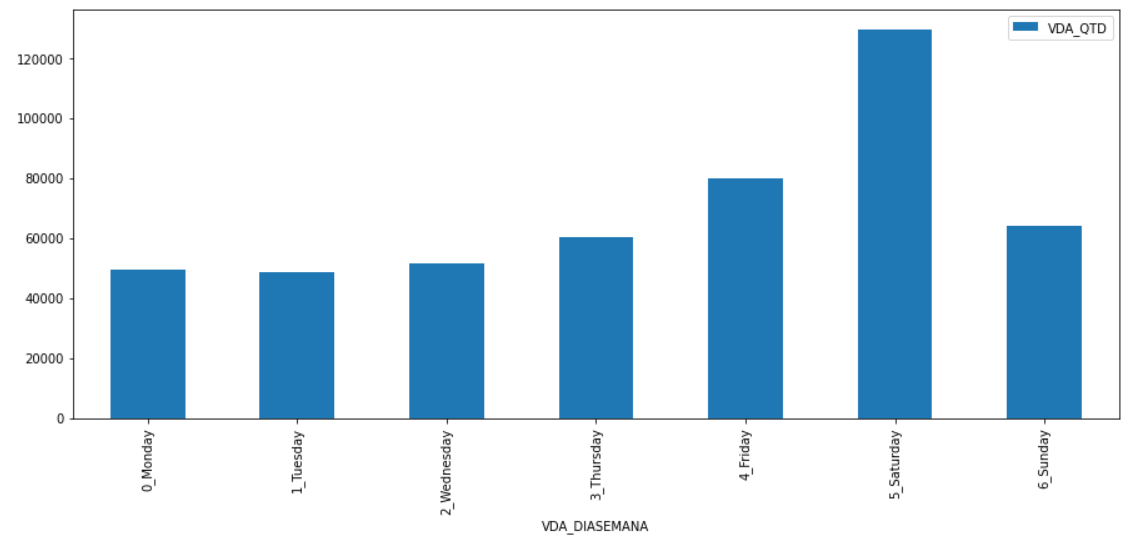 VDA_QTD
120000
100000
80000
60000
40000
20000
0
0_Monday
1_Tuesday
2_Wednesday
3_Thursday
4_Friday
5_Saturday
6_Sunday
VDA_DIASEMANA